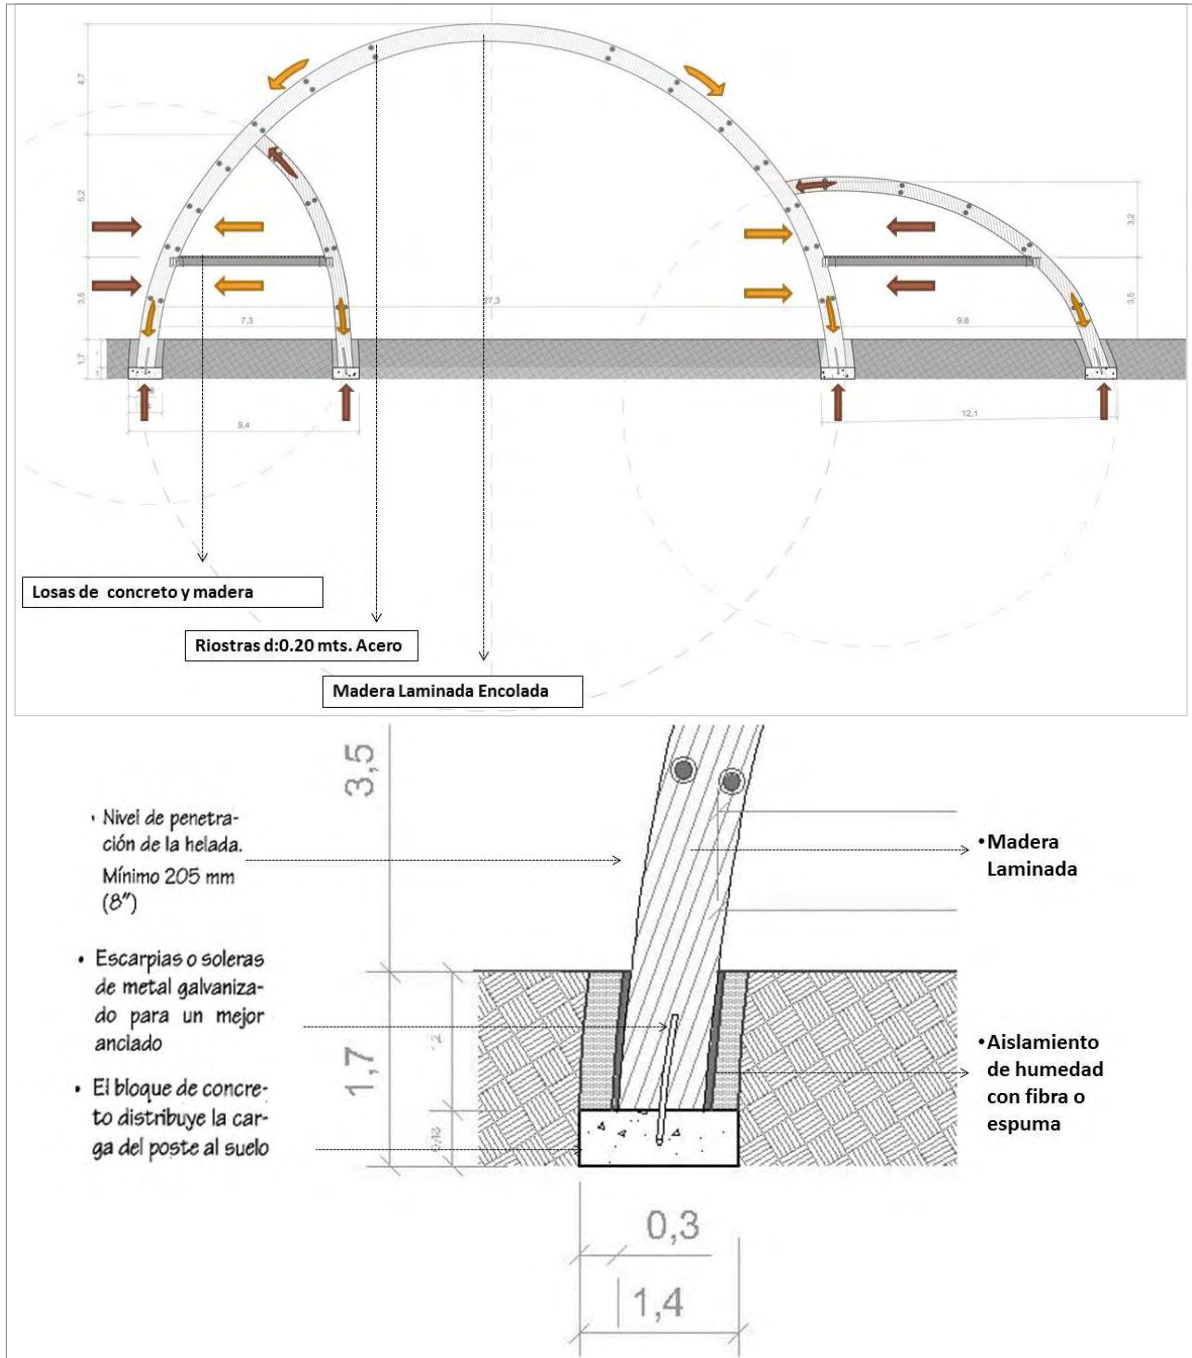 4,7
5,2
3,5
1,7
7,3
27,3
9,4
3,2
3,5
9,8
12,1
Losas de concreto y madera
Riostras d:0.20 mts. Acero
Madera Laminada Encolada
3,5
• Nivel de penetra-
ción de la helada.
Mínimo 205 mm
(8")
• Escarpias o soleras
de metal galvaniza-
do para un mejor
anclado
• El bloque de concre-
to distribuye la car-
ga del poste al suelo
1,7
1,2
0,3
1,4
•Madera
Laminada
•Aislamiento
de humedad
con fibra o
espuma